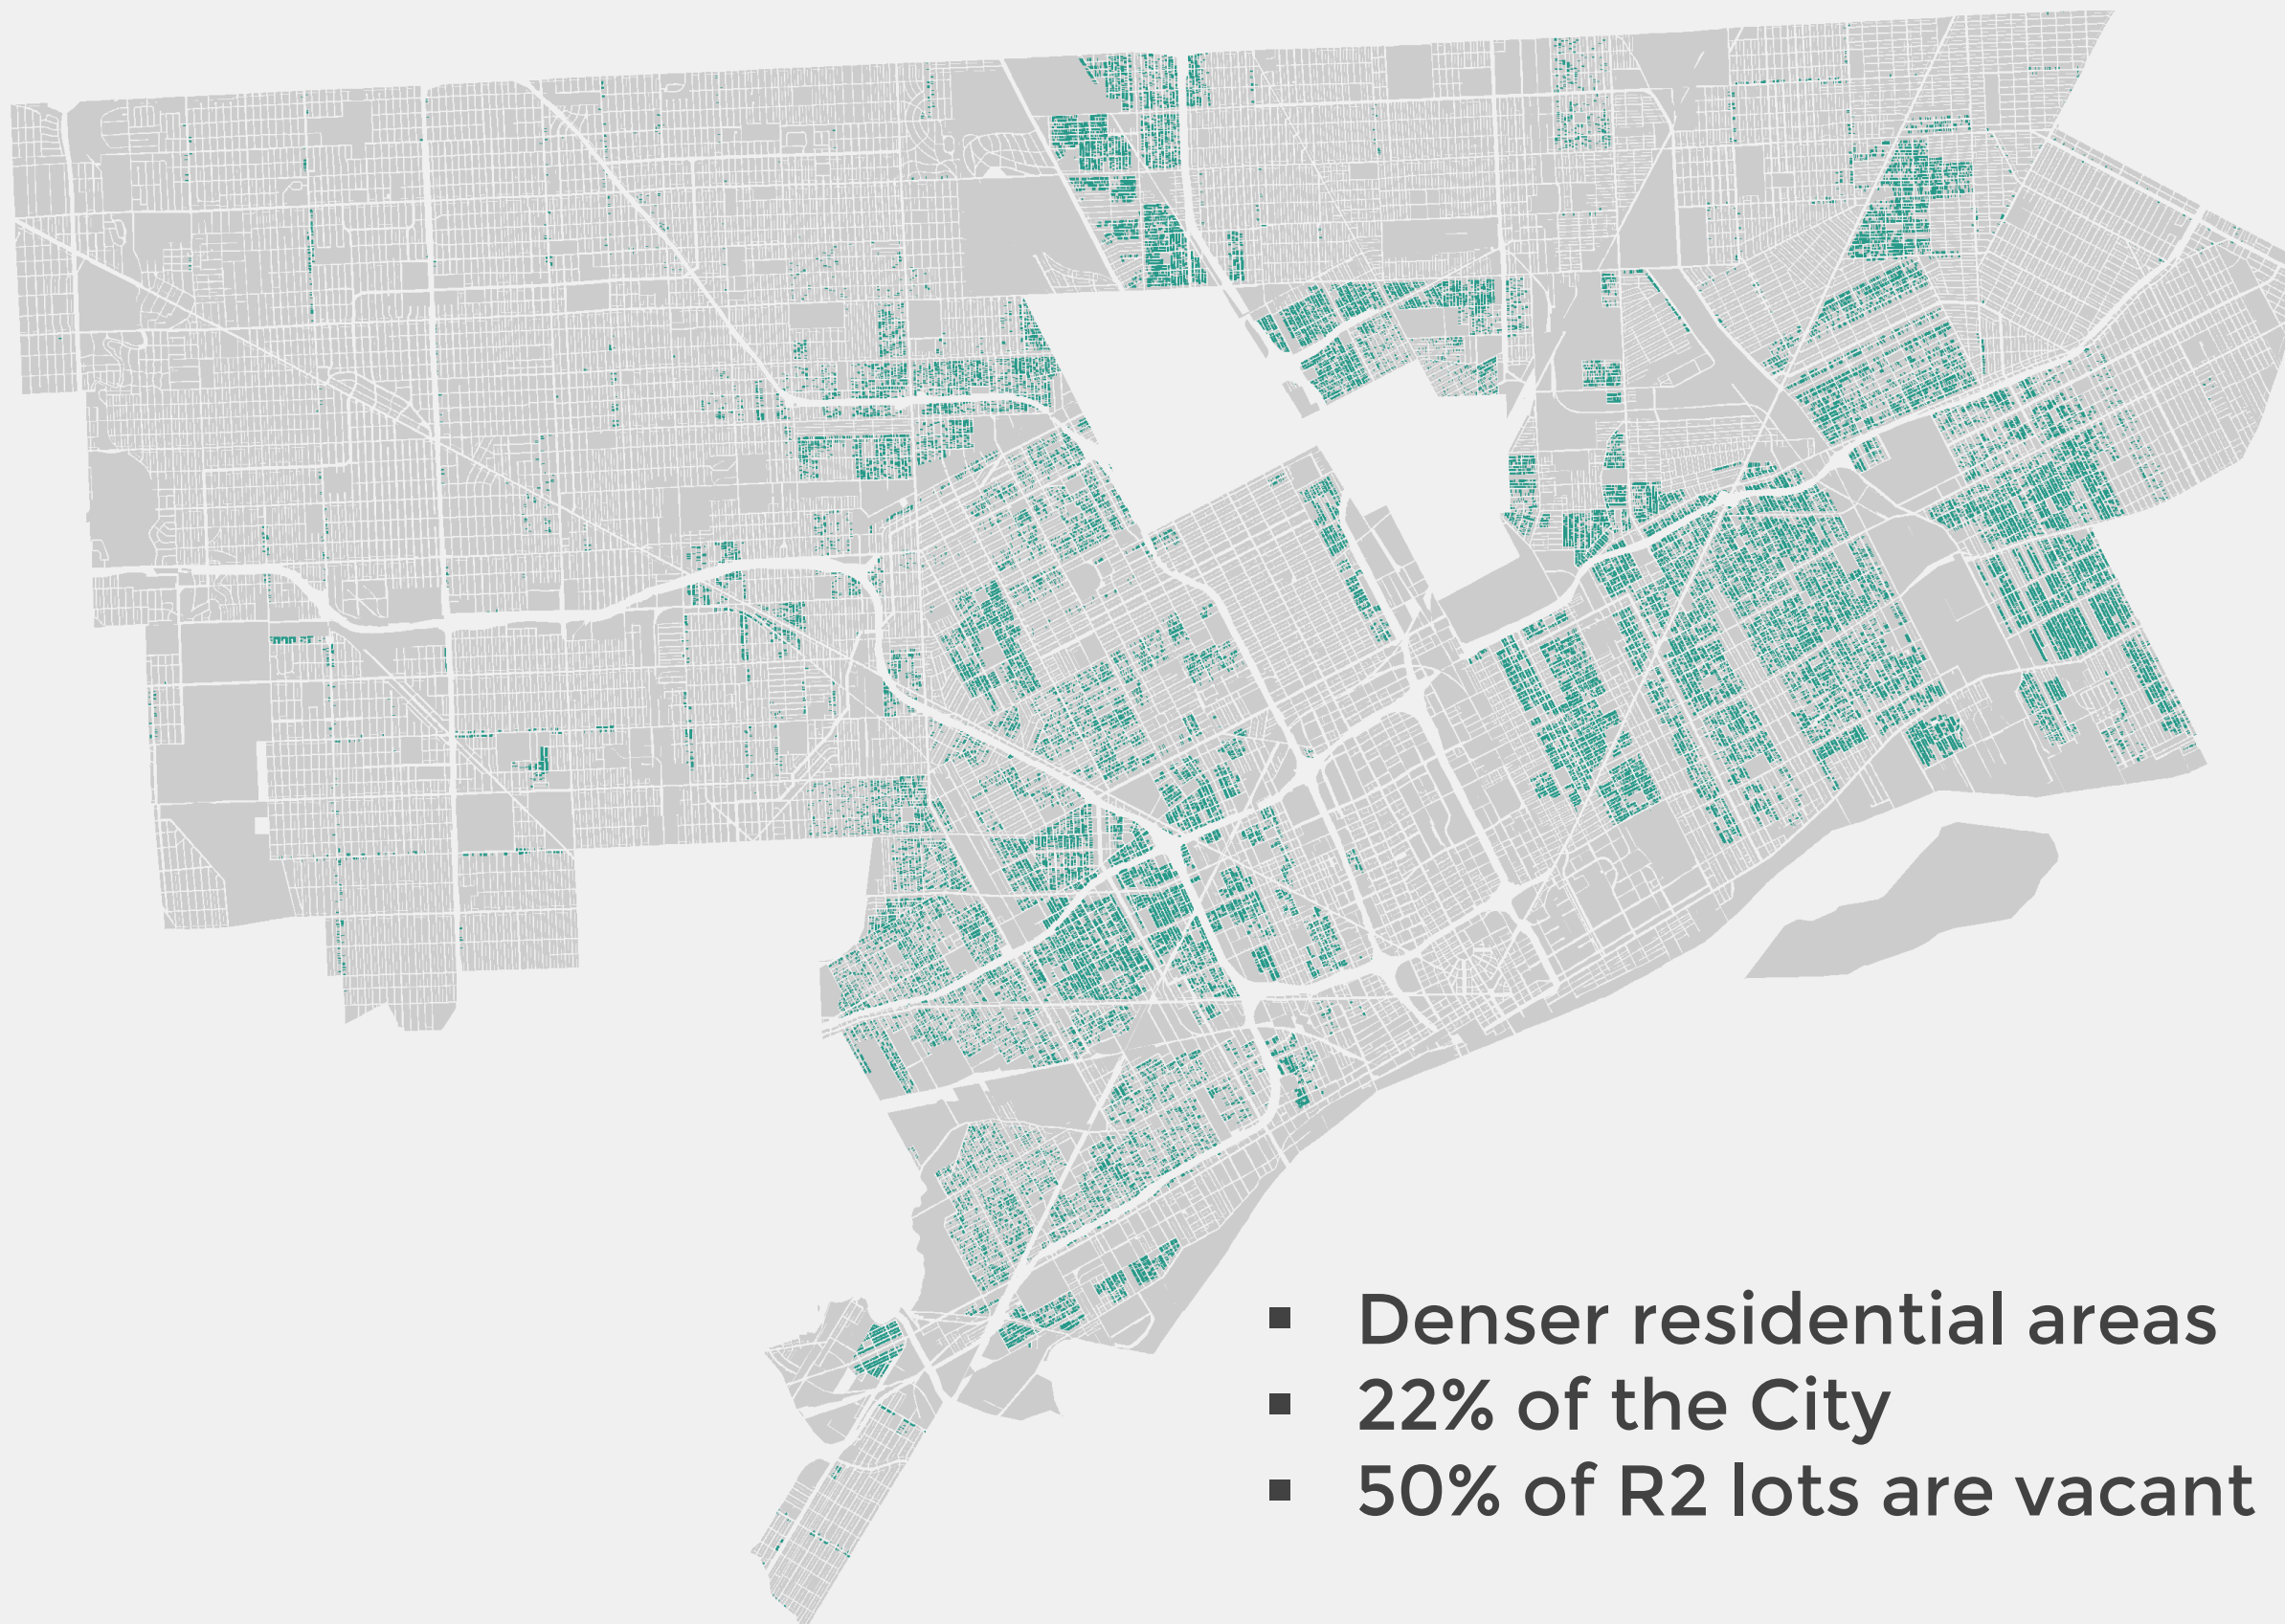 ▪ Denser residential areas
▪ 22% of the City
▪ 50% of R2 lots are vacant